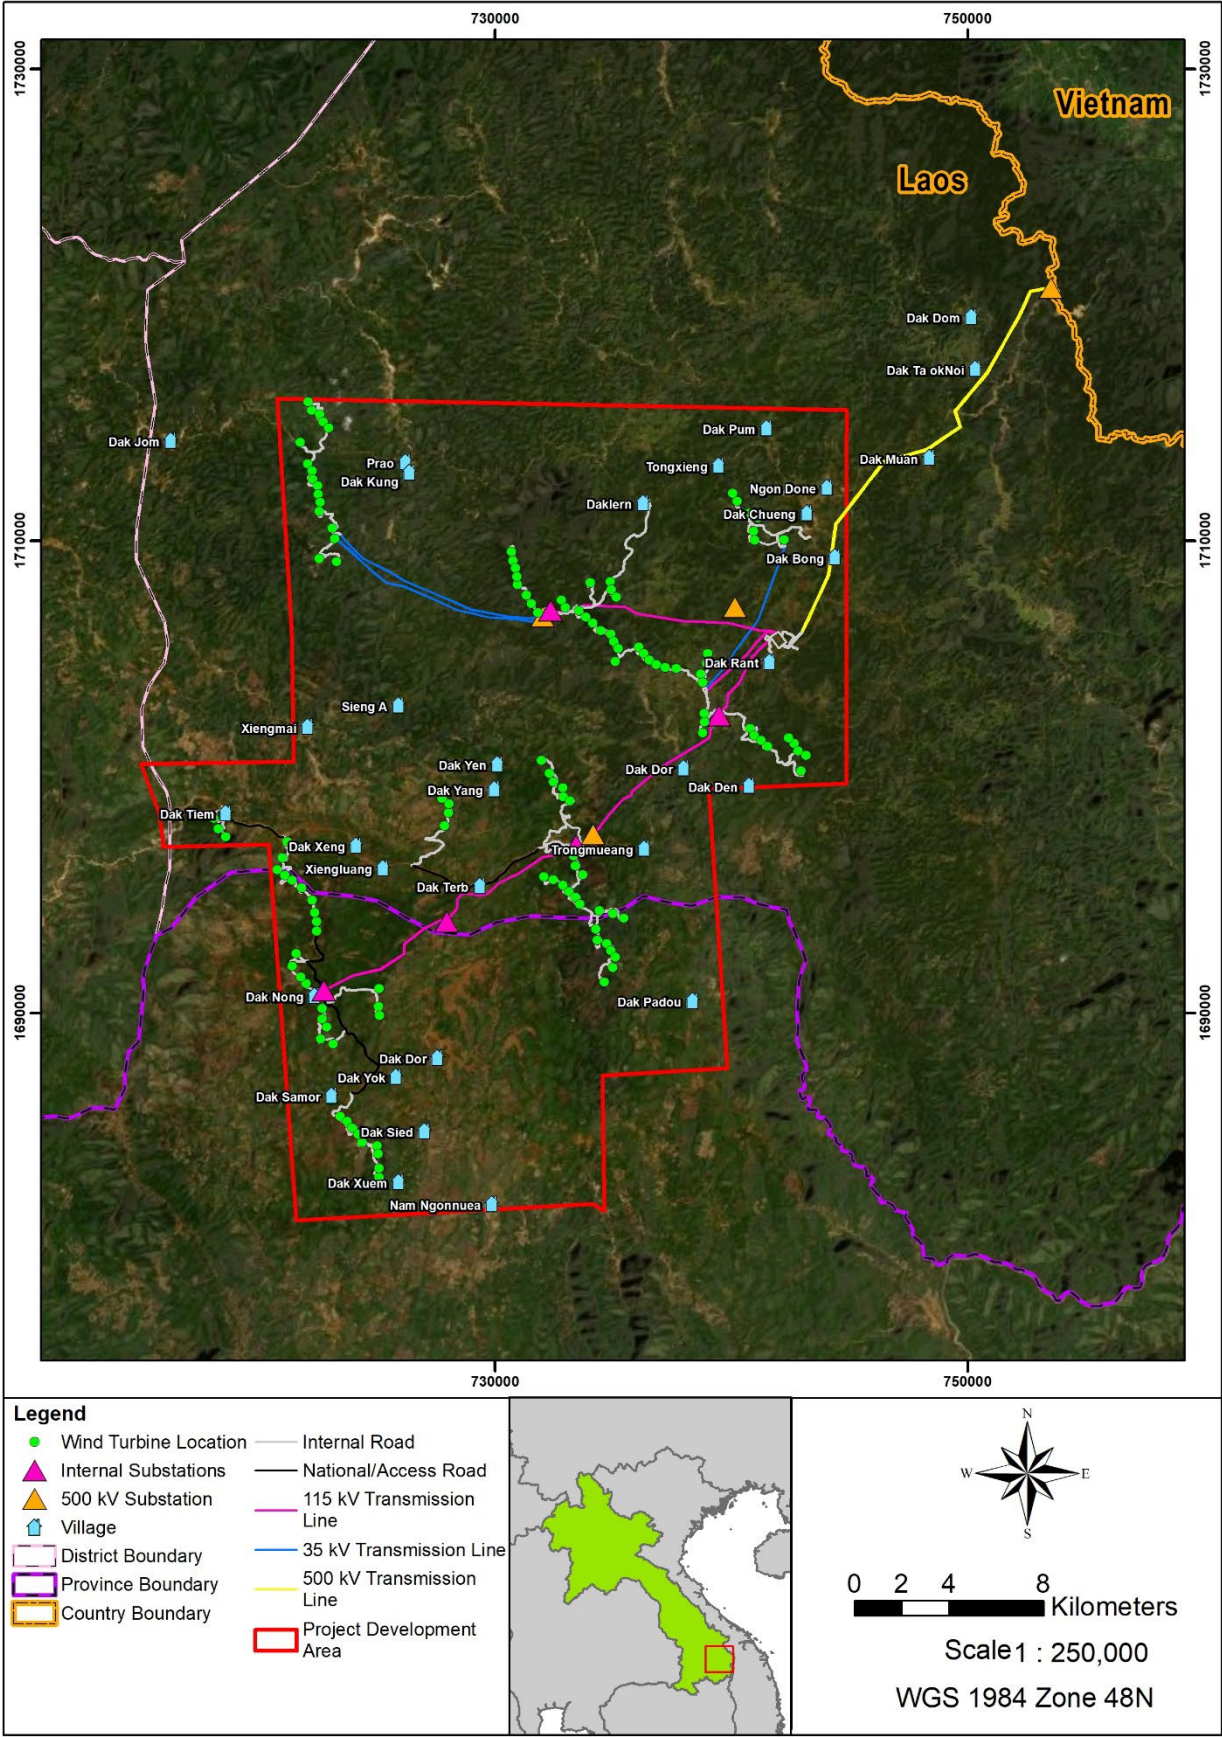 730000
750000
1730000
1730000
Vietnam
Laos
Dak Dom
Dak Ta okNoi
Dak Pum
Dak Jom
Prao
Dak Kung
Tongxieng
Dak Muan
Ngon Done
Daklern
Dak Chueng
1710000
1710000
Dak Bong
Dak Rant
Sieng A
Xiengmai
Dak Yen
Dak Dor
Dak Yang
Dak Den
Dak Tiem
Dak Xeng
Trongmueang
Xiengluang
Dak Terb
Dak Nong
Dak Padou
1690000
1690000
Dak Dor
Dak Yok
Dak Samor
Dak Sied
Dak Xuem
Nam Ngonnuea
730000
750000
Legend
Wind Turbine Location
Internal Substations
500 kV Substation
Village
District Boundary
Province Boundary
Country Boundary
Internal Road
National/Access Road
115 kV Transmission
Line
35 kV Transmission Line
500 kV Transmission
Line
Project Development
Area
N
W
E
S
0 2 4 8
Kilometers
Scale 1 : 250,000
WGS 1984 Zone 48N